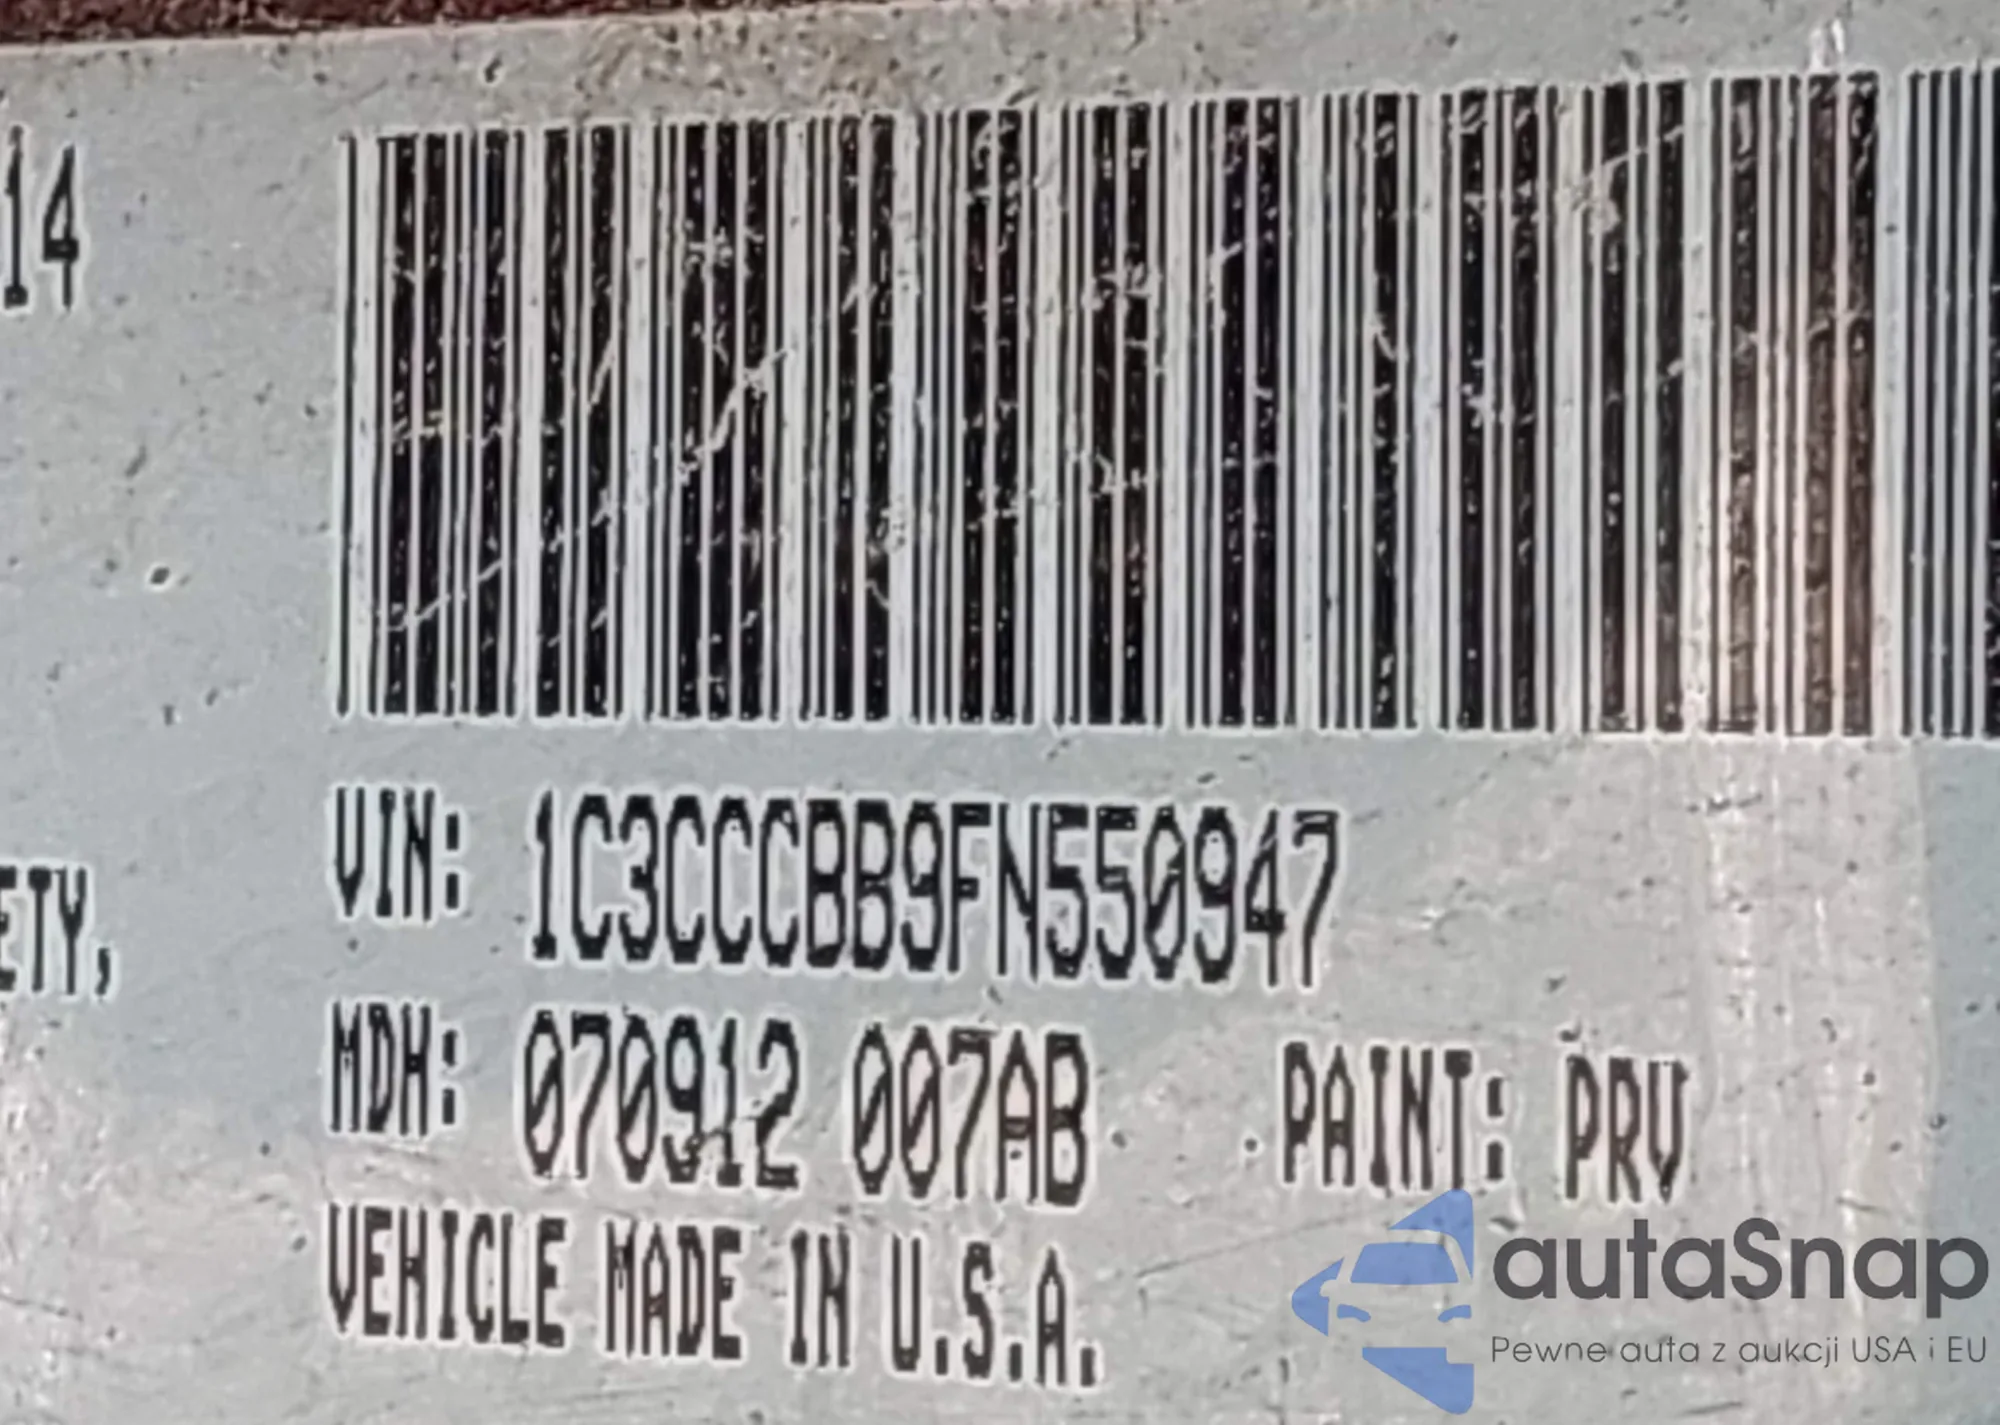 14
ETY,
VIN: 1C3CCCBB9FN550947
MDH: 070912 007AB PAINT: PRV
VEHICLE MADE IN U.S.A.
autaSnap
Pewne auta z aukcji USA i EU